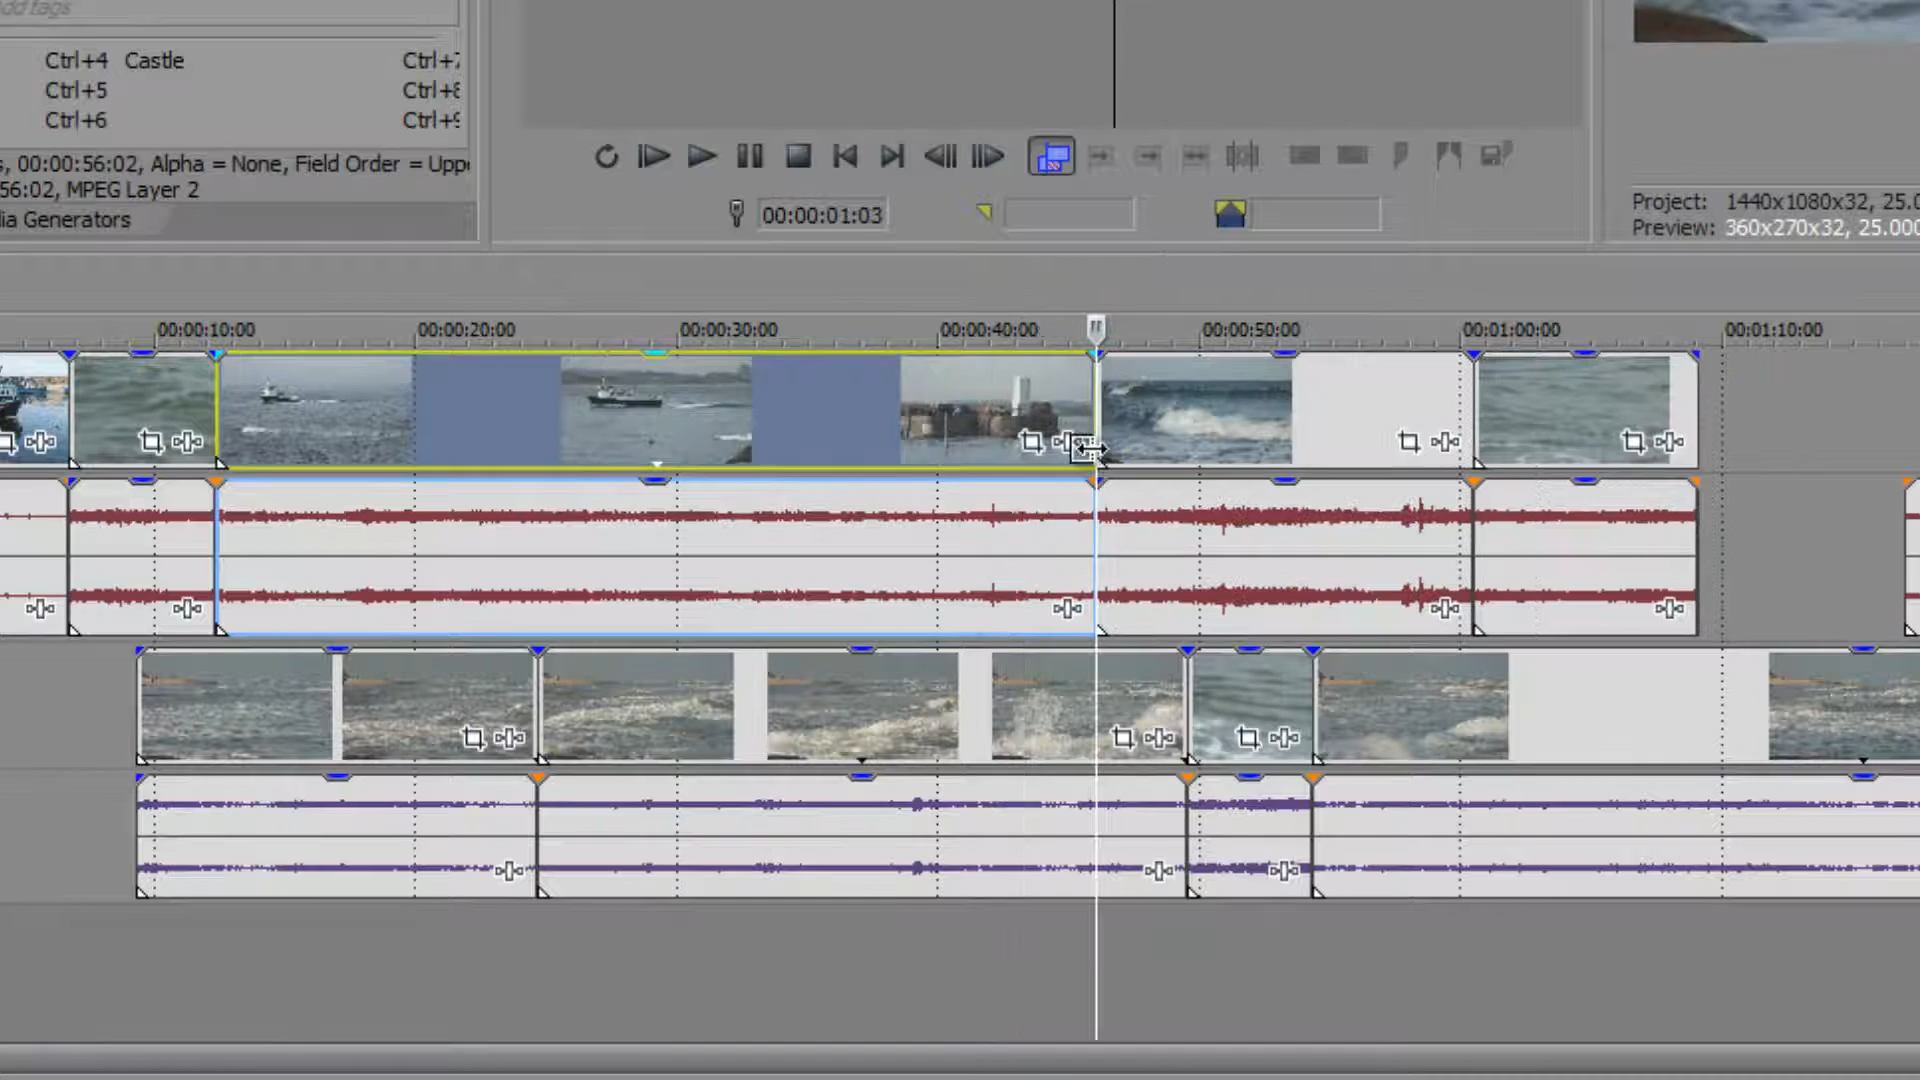 add tags
Ctrl+4 Castle Ctrl+7
Ctrl+5 Ctrl+8
Ctrl+6 Ctrl+9
s, 00:00:56:02, Alpha = None, Field Order = Uppe
56:02, MPEG Layer 2
ia Generators
00:00:01:03
Project: 1440x1080x32, 25.0
Preview: 360x270x32, 25.000
00:00:10:00 00:00:20:00 00:00:30:00 00:00:40:00 00:00:50:00 00:01:00:00 00:01:10:00